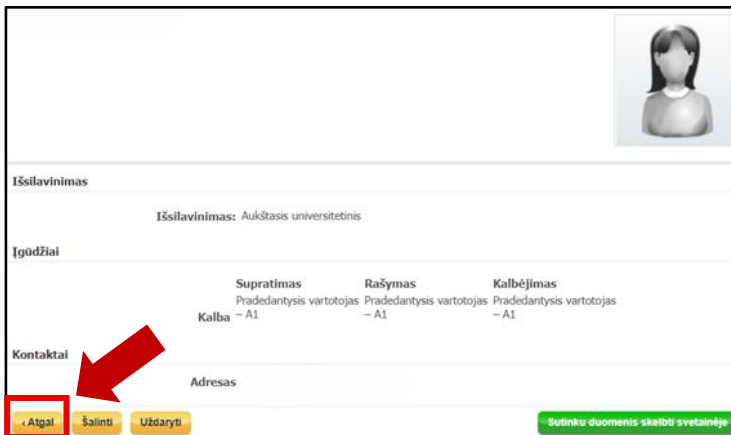 Išsilavinimas
Išsilavinimas: Aukštasis universitetinis
Įgūdžiai
Supratimas Rašymas Kalbėjimas
Pradedantysis vartotojas Pradedantysis vartotojas Pradedantysis vartotojas
Kalba – A1 – A1 – A1
Kontaktai
Adresas
‹ Atgal Šalinti Uždaryti Sutinku duomenis skelbti svetainėje